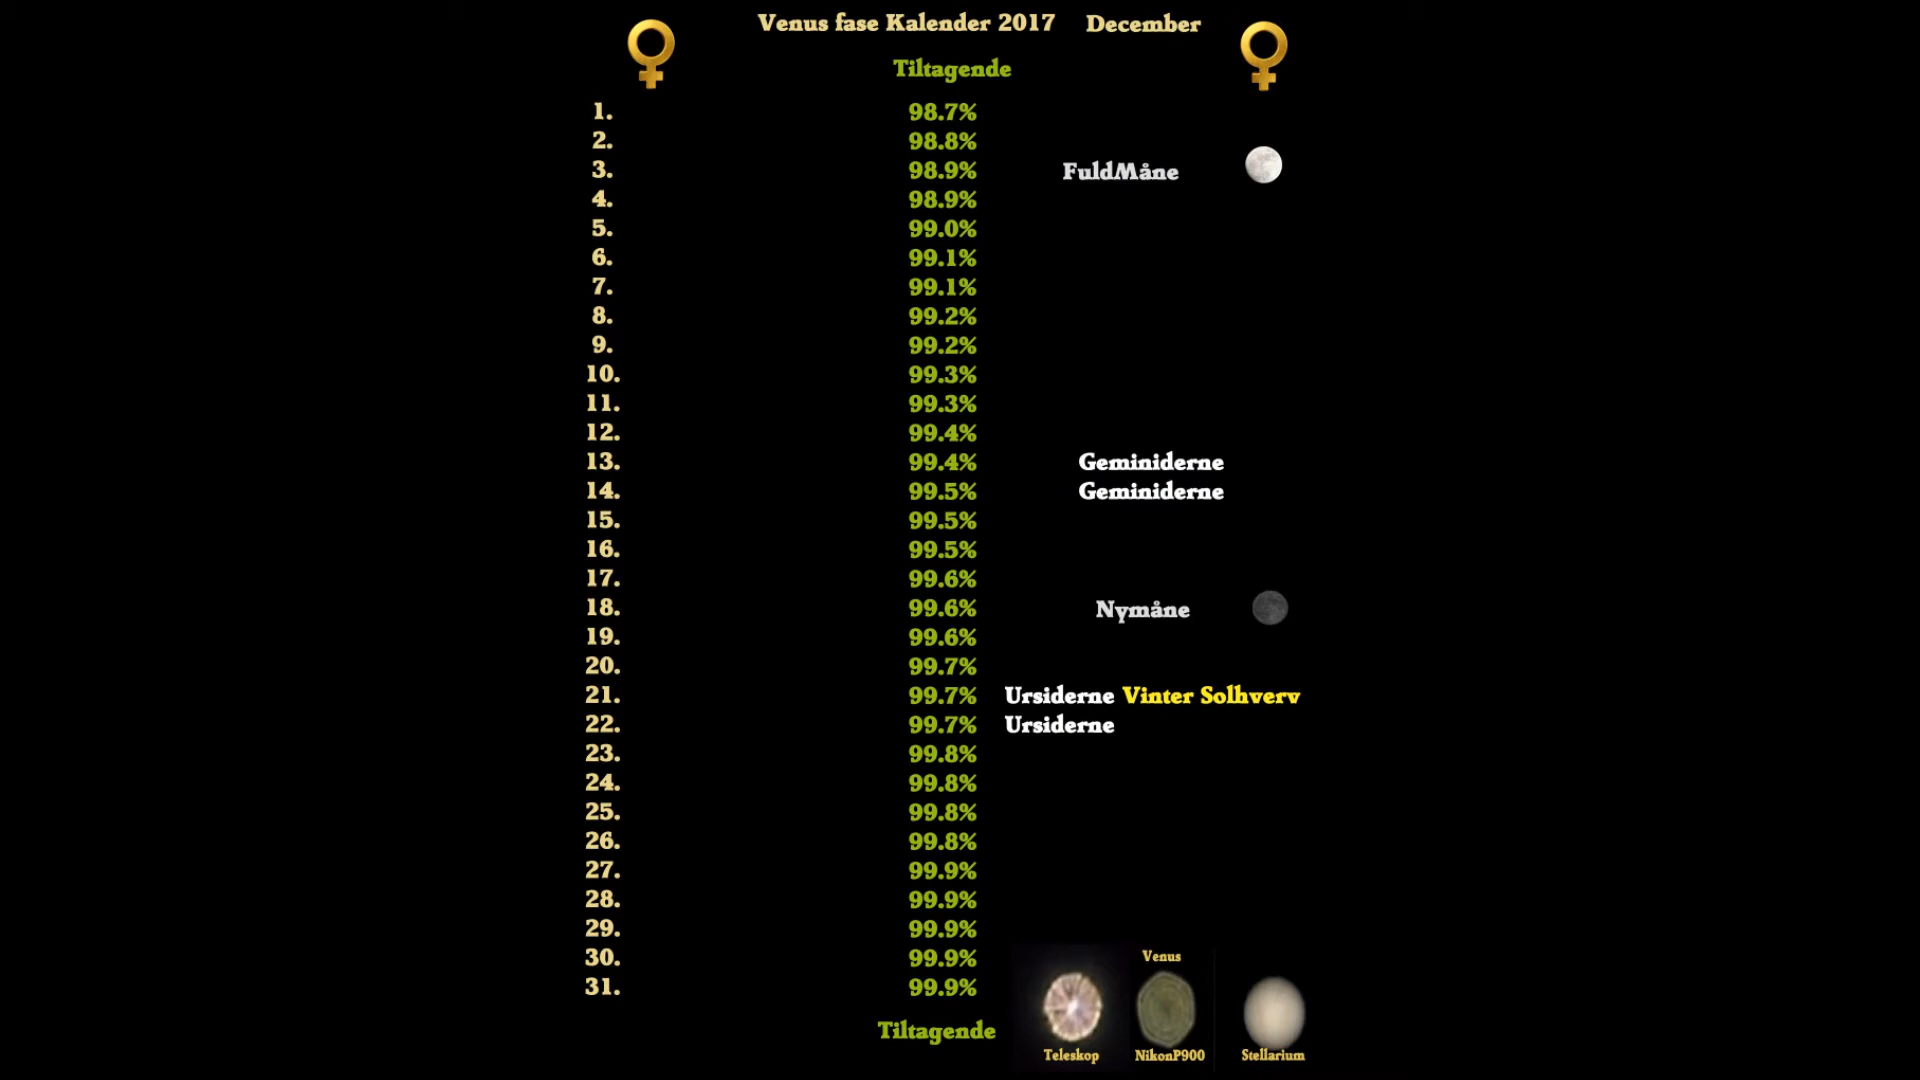 Venus fase Kalender 2017 December
Tiltagende
1. 98.7%
2. 98.8%
3. 98.9% FuldMåne
4. 98.9%
5. 99.0%
6. 99.1%
7. 99.1%
8. 99.2%
9. 99.2%
10. 99.3%
11. 99.3%
12. 99.4%
13. 99.4% Geminiderne
14. 99.5% Geminiderne
15. 99.5%
16. 99.5%
17. 99.6%
18. 99.6% Nymåne
19. 99.6%
20. 99.7%
21. 99.7% Ursiderne Vinter Solhverv
22. 99.7% Ursiderne
23. 99.8%
24. 99.8%
25. 99.8%
26. 99.8%
27. 99.9%
28. 99.9%
29. 99.9%
30. 99.9% Venus
31. 99.9%
Tiltagende
Teleskop NikonP900 Stellarium